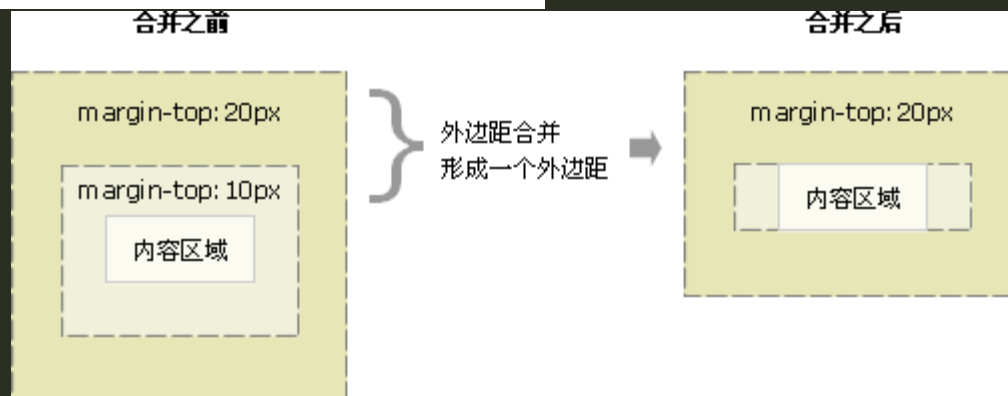 合并之前
合并之后
margin-top: 20px
margin-top: 10px
内容区域
外边距合并
形成一个外边距
margin-top: 20px
内容区域